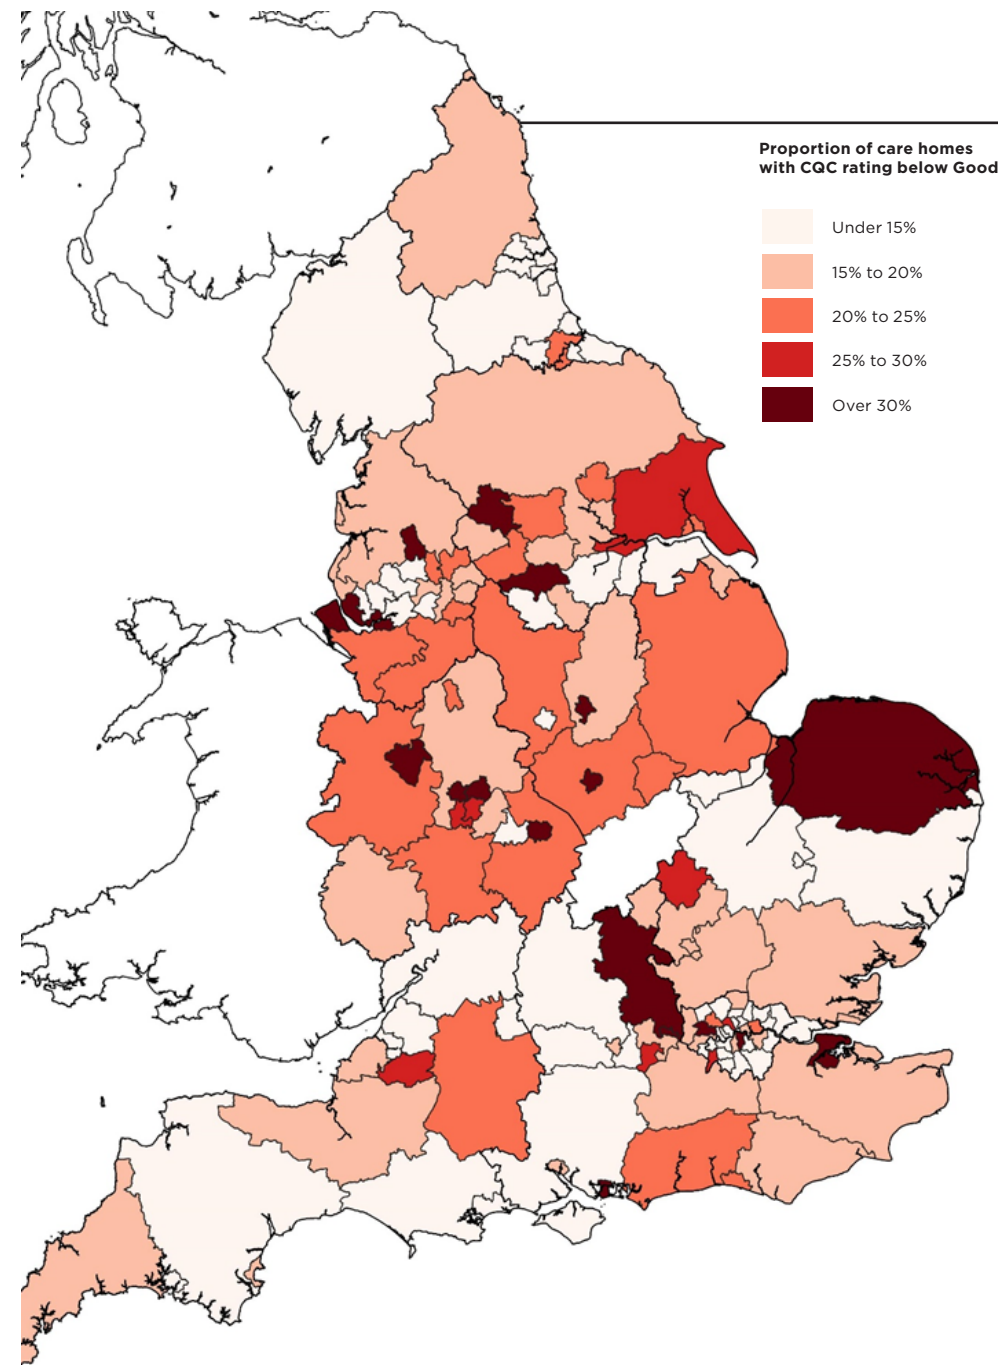 Proportion of care homes
with CQC rating below Good
Under 15%
15% to 20%
20% to 25%
25% to 30%
Over 30%